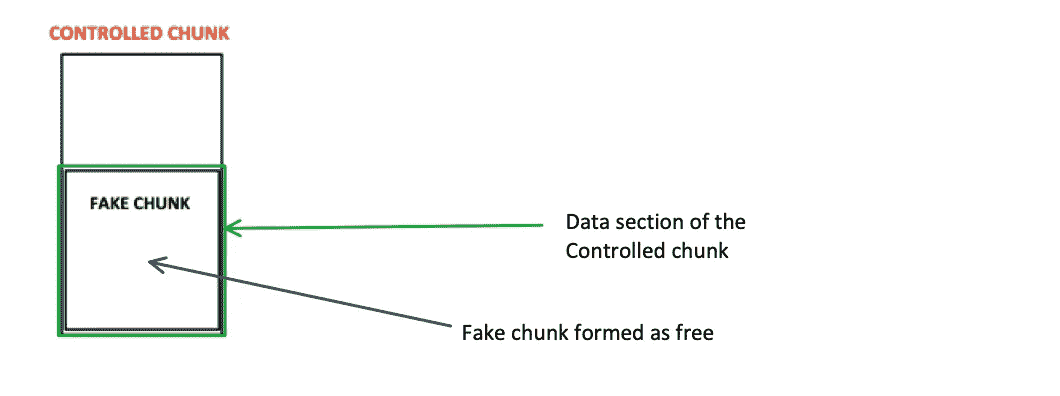 CONTROLLED CHUNK
FAKE CHUNK
Data section of the
Controlled chunk
Fake chunk formed as free